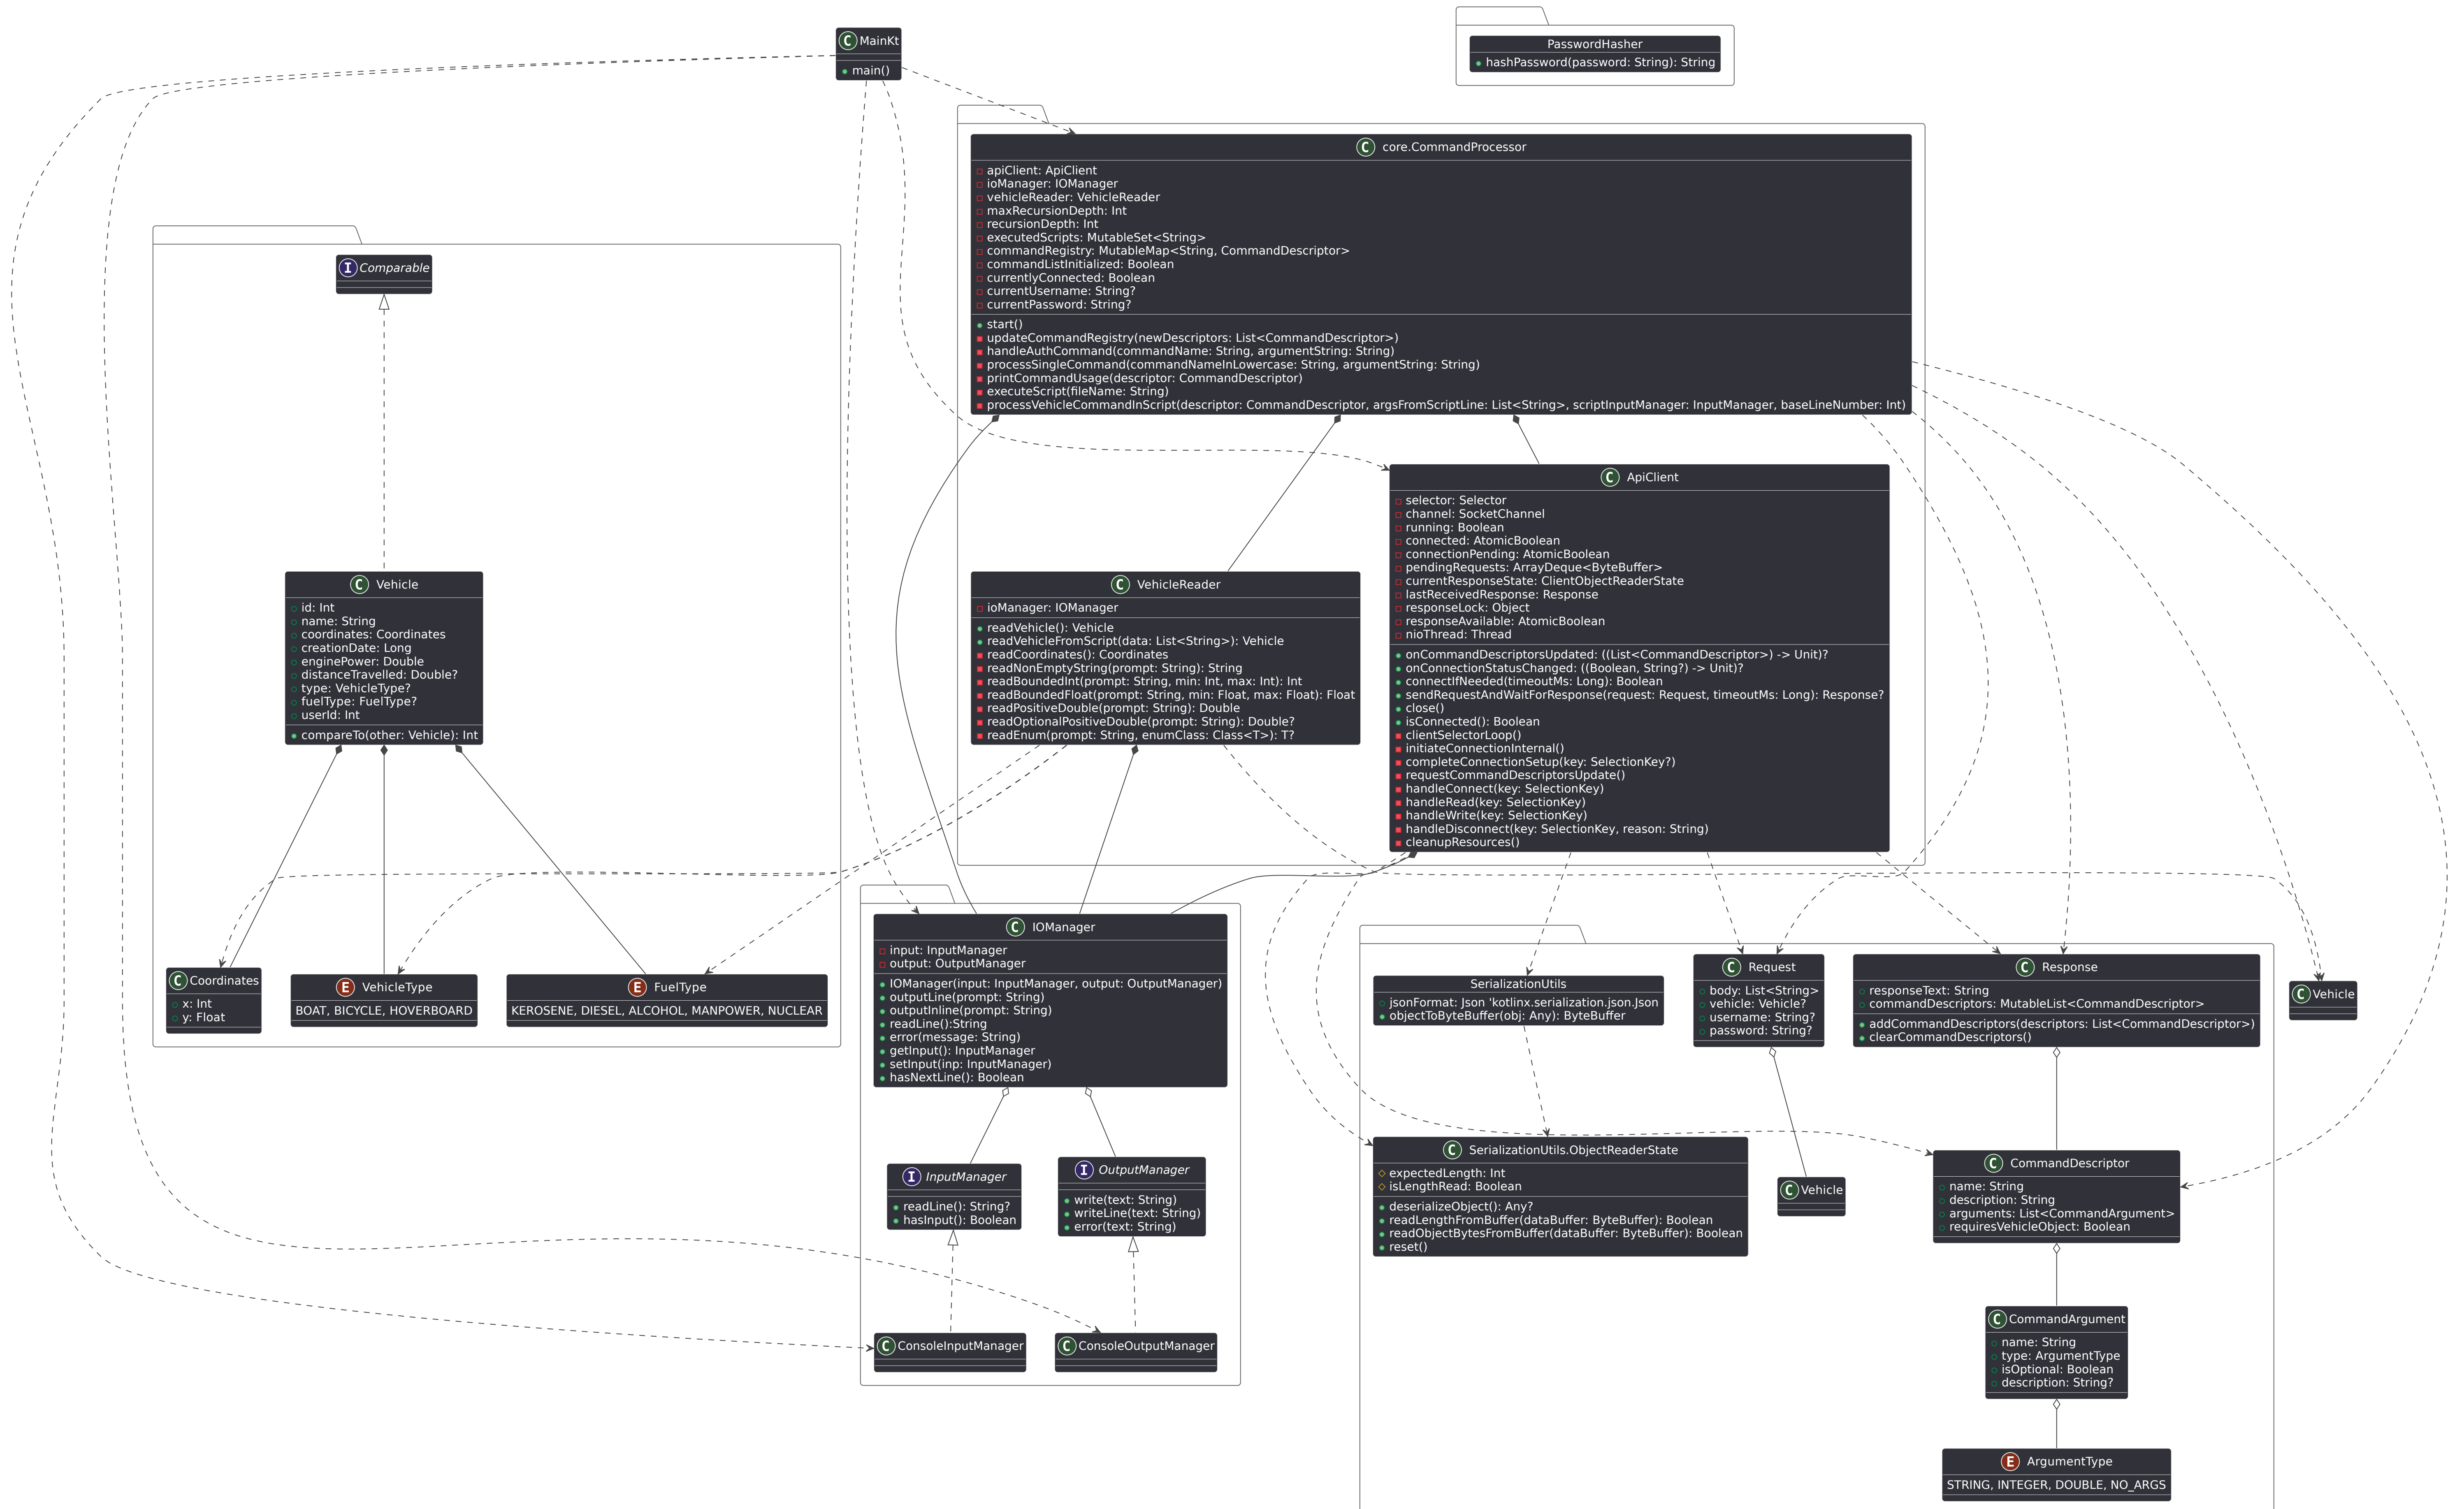 C MainKt
main()
PasswordHasher
hashPassword(password: String): String
C core.CommandProcessor
apiClient: ApiClient
ioManager: IOManager
vehicleReader: VehicleReader
maxRecursionDepth: Int
recursionDepth: Int
executedScripts: MutableSet<String>
commandRegistry: MutableMap<String, CommandDescriptor>
commandListInitialized: Boolean
currentlyConnected: Boolean
currentUsername: String?
currentPassword: String?
start()
updateCommandRegistry(newDescriptors: List<CommandDescriptor>)
handleAuthCommand(commandName: String, argumentString: String)
processSingleCommand(commandNameInLowercase: String, argumentString: String)
printCommandUsage(descriptor: CommandDescriptor)
executeScript(fileName: String)
processVehicleCommandInScript(descriptor: CommandDescriptor, argsFromScriptLine: List<String>, scriptInputManager: InputManager, baseLineNumber: Int)
I Comparable
C Vehicle
id: Int
name: String
coordinates: Coordinates
creationDate: Long
enginePower: Double
distanceTravelled: Double?
type: VehicleType?
fuelType: FuelType?
userId: Int
compareTo(other: Vehicle): Int
C VehicleReader
ioManager: IOManager
readVehicle(): Vehicle
readVehicleFromScript(data: List<String>): Vehicle
readCoordinates(): Coordinates
readNonEmptyString(prompt: String): String
readBoundedInt(prompt: String, min: Int, max: Int): Int
readBoundedFloat(prompt: String, min: Float, max: Float): Float
readPositiveDouble(prompt: String): Double
readOptionalPositiveDouble(prompt: String): Double?
readEnum(prompt: String, enumClass: Class<T>): T?
C ApiClient
selector: Selector
channel: SocketChannel
running: Boolean
connected: AtomicBoolean
connectionPending: AtomicBoolean
pendingRequests: ArrayDeque<ByteBuffer>
currentResponseState: ClientObjectReaderState
lastReceivedResponse: Response
responseLock: Object
responseAvailable: AtomicBoolean
nioThread: Thread
onCommandDescriptorsUpdated: ((List<CommandDescriptor>) -> Unit)?
onConnectionStatusChanged: ((Boolean, String?) -> Unit)?
connectIfNeeded(timeoutMs: Long): Boolean
sendRequestAndWaitForResponse(request: Request, timeoutMs: Long): Response?
close()
isConnected(): Boolean
clientSelectorLoop()
initiateConnectionInternal()
completeConnectionSetup(key: SelectionKey?)
requestCommandDescriptorsUpdate()
handleConnect(key: SelectionKey)
handleRead(key: SelectionKey)
handleWrite(key: SelectionKey)
handleDisconnect(key: SelectionKey, reason: String)
cleanupResources()
C Coordinates
x: Int
y: Float
E VehicleType
BOAT, BICYCLE, HOVERBOARD
E FuelType
KEROSENE, DIESEL, ALCOHOL, MANPOWER, NUCLEAR
C IOManager
input: InputManager
output: OutputManager
IOManager(input: InputManager, output: OutputManager)
outputLine(prompt: String)
outputInline(prompt: String)
readLine():String
error(message: String)
getInput(): InputManager
setInput(inp: InputManager)
hasNextLine(): Boolean
SerializationUtils
jsonFormat: Json 'kotlinx.serialization.json.Json
objectToByteBuffer(obj: Any): ByteBuffer
C Request
body: List<String>
vehicle: Vehicle?
username: String?
password: String?
C Response
responseText: String
commandDescriptors: MutableList<CommandDescriptor>
addCommandDescriptors(descriptors: List<CommandDescriptor>)
clearCommandDescriptors()
C Vehicle
I InputManager
readLine(): String?
hasInput(): Boolean
I OutputManager
write(text: String)
writeLine(text: String)
error(text: String)
C SerializationUtils.ObjectReaderState
expectedLength: Int
isLengthRead: Boolean
deserializeObject(): Any?
readLengthFromBuffer(dataBuffer: ByteBuffer): Boolean
readObjectBytesFromBuffer(dataBuffer: ByteBuffer): Boolean
reset()
C Vehicle
C CommandDescriptor
name: String
description: String
arguments: List<CommandArgument>
requiresVehicleObject: Boolean
C ConsoleInputManager
C ConsoleOutputManager
C CommandArgument
name: String
type: ArgumentType
isOptional: Boolean
description: String?
E ArgumentType
STRING, INTEGER, DOUBLE, NO_ARGS